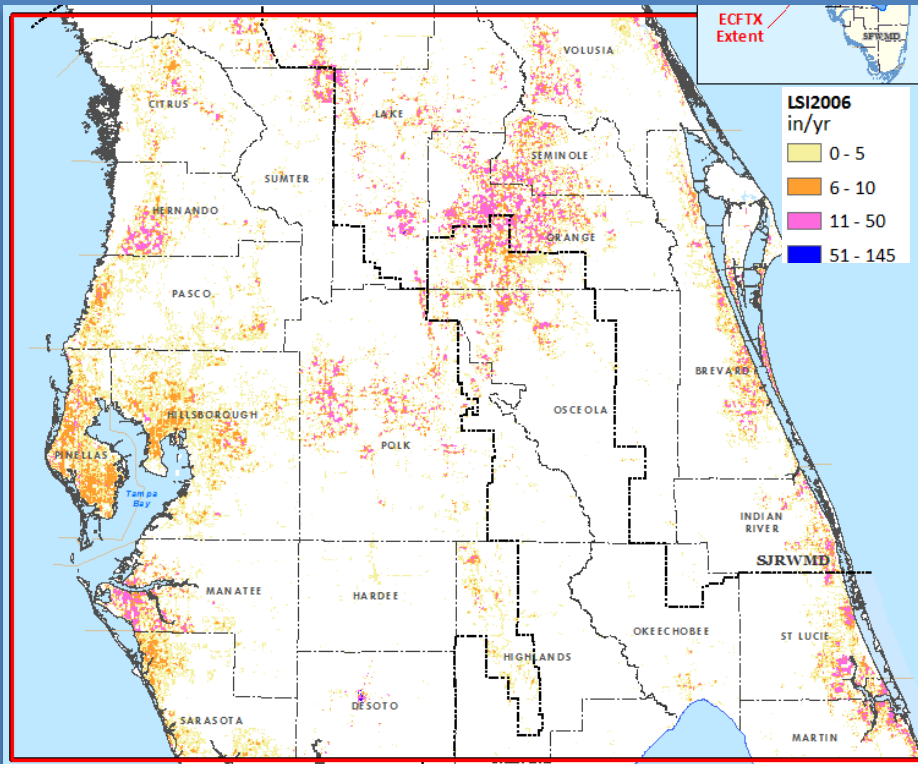 ECFTX
Extent
SFWMD
VOLUSIA
LSI2006
in/yr
0 - 5
6 - 10
11 - 50
51 - 145
CITRUS
LAKE
SEMINOLE
SUMTER
HERNANDO
ORANGE
PASCO
BREVARD
HILLSBOROUGH
OSCEOLA
POLK
PINELLAS
Tampa
Bay
INDIAN
RIVER
SJRWMD
MANATEE
HARDEE
OKEECHOBEE
ST LUCIE
HIGHLANDS
DESOTO
SARASOTA
MARTIN